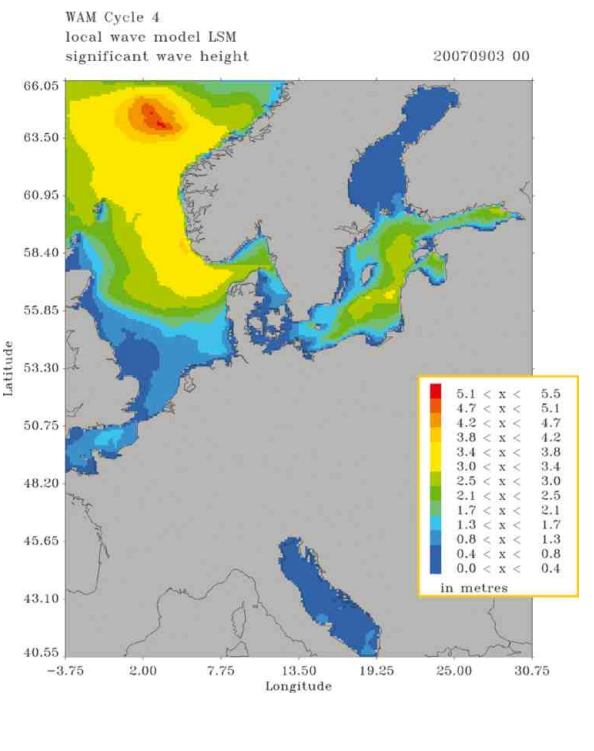 WAM Cycle 4
local wave model LSM
significant wave height 20070903 00
66.05
63.50
60.95
58.40
55.85
53.30
50.75
48.20
45.65
43.10
40.55
Latitude
-3.75 2.00 7.75 13.50 19.25 25.00 30.75
Longitude
5.1 < x < 5.5
4.7 < x < 5.1
4.2 < x < 4.7
3.8 < x < 4.2
3.4 < x < 3.8
3.0 < x < 3.4
2.5 < x < 3.0
2.1 < x < 2.5
1.7 < x < 2.1
1.3 < x < 1.7
0.8 < x < 1.3
0.4 < x < 0.8
0.0 < x < 0.4
in metres